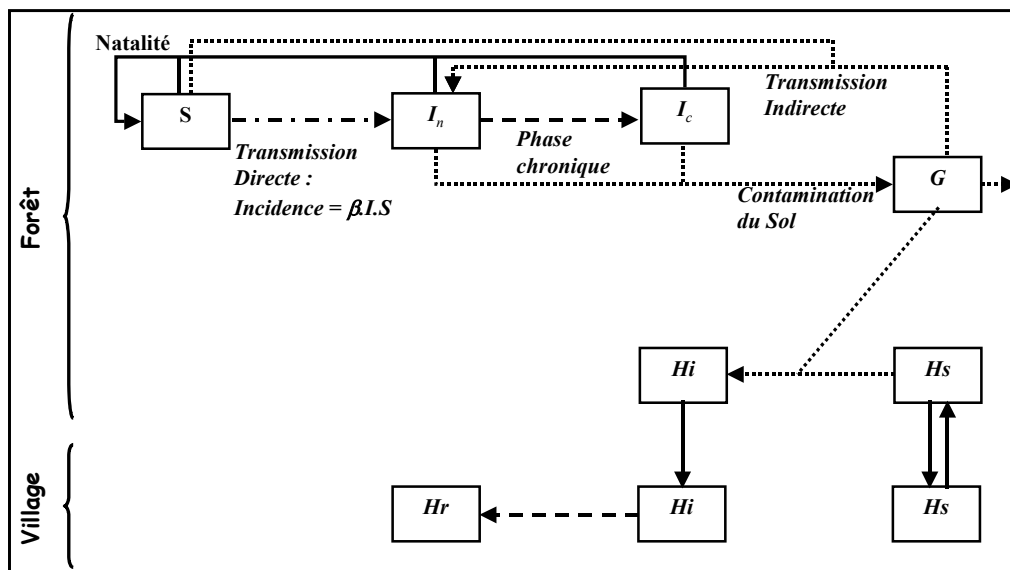 Natalité
S
I_n
I_c
Transmission
Indirecte
Transmission
Directe :
Incidence = β.I.S
Phase
chronique
G
Contamination
du Sol
Forêt
Hi
Hs
Village
Hr
Hi
Hs